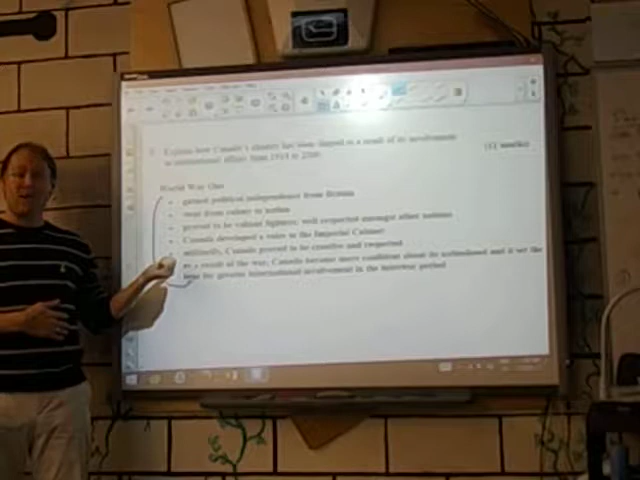 Explain how Canada's identity has been shaped as a result of its involvement
in international affairs from 1914 to
(12 marks)
World War One
gained political independence from Britain
went from colony to nation
proved to be valiant fighters; well respected amongst other nations
Canada developed a voice in the Imperial Cabinet
militarily, Canada proved to be creative and respected
as a result of the war, Canada became more confident about its nationhood and it set the
tone for greater international involvement in the interwar period